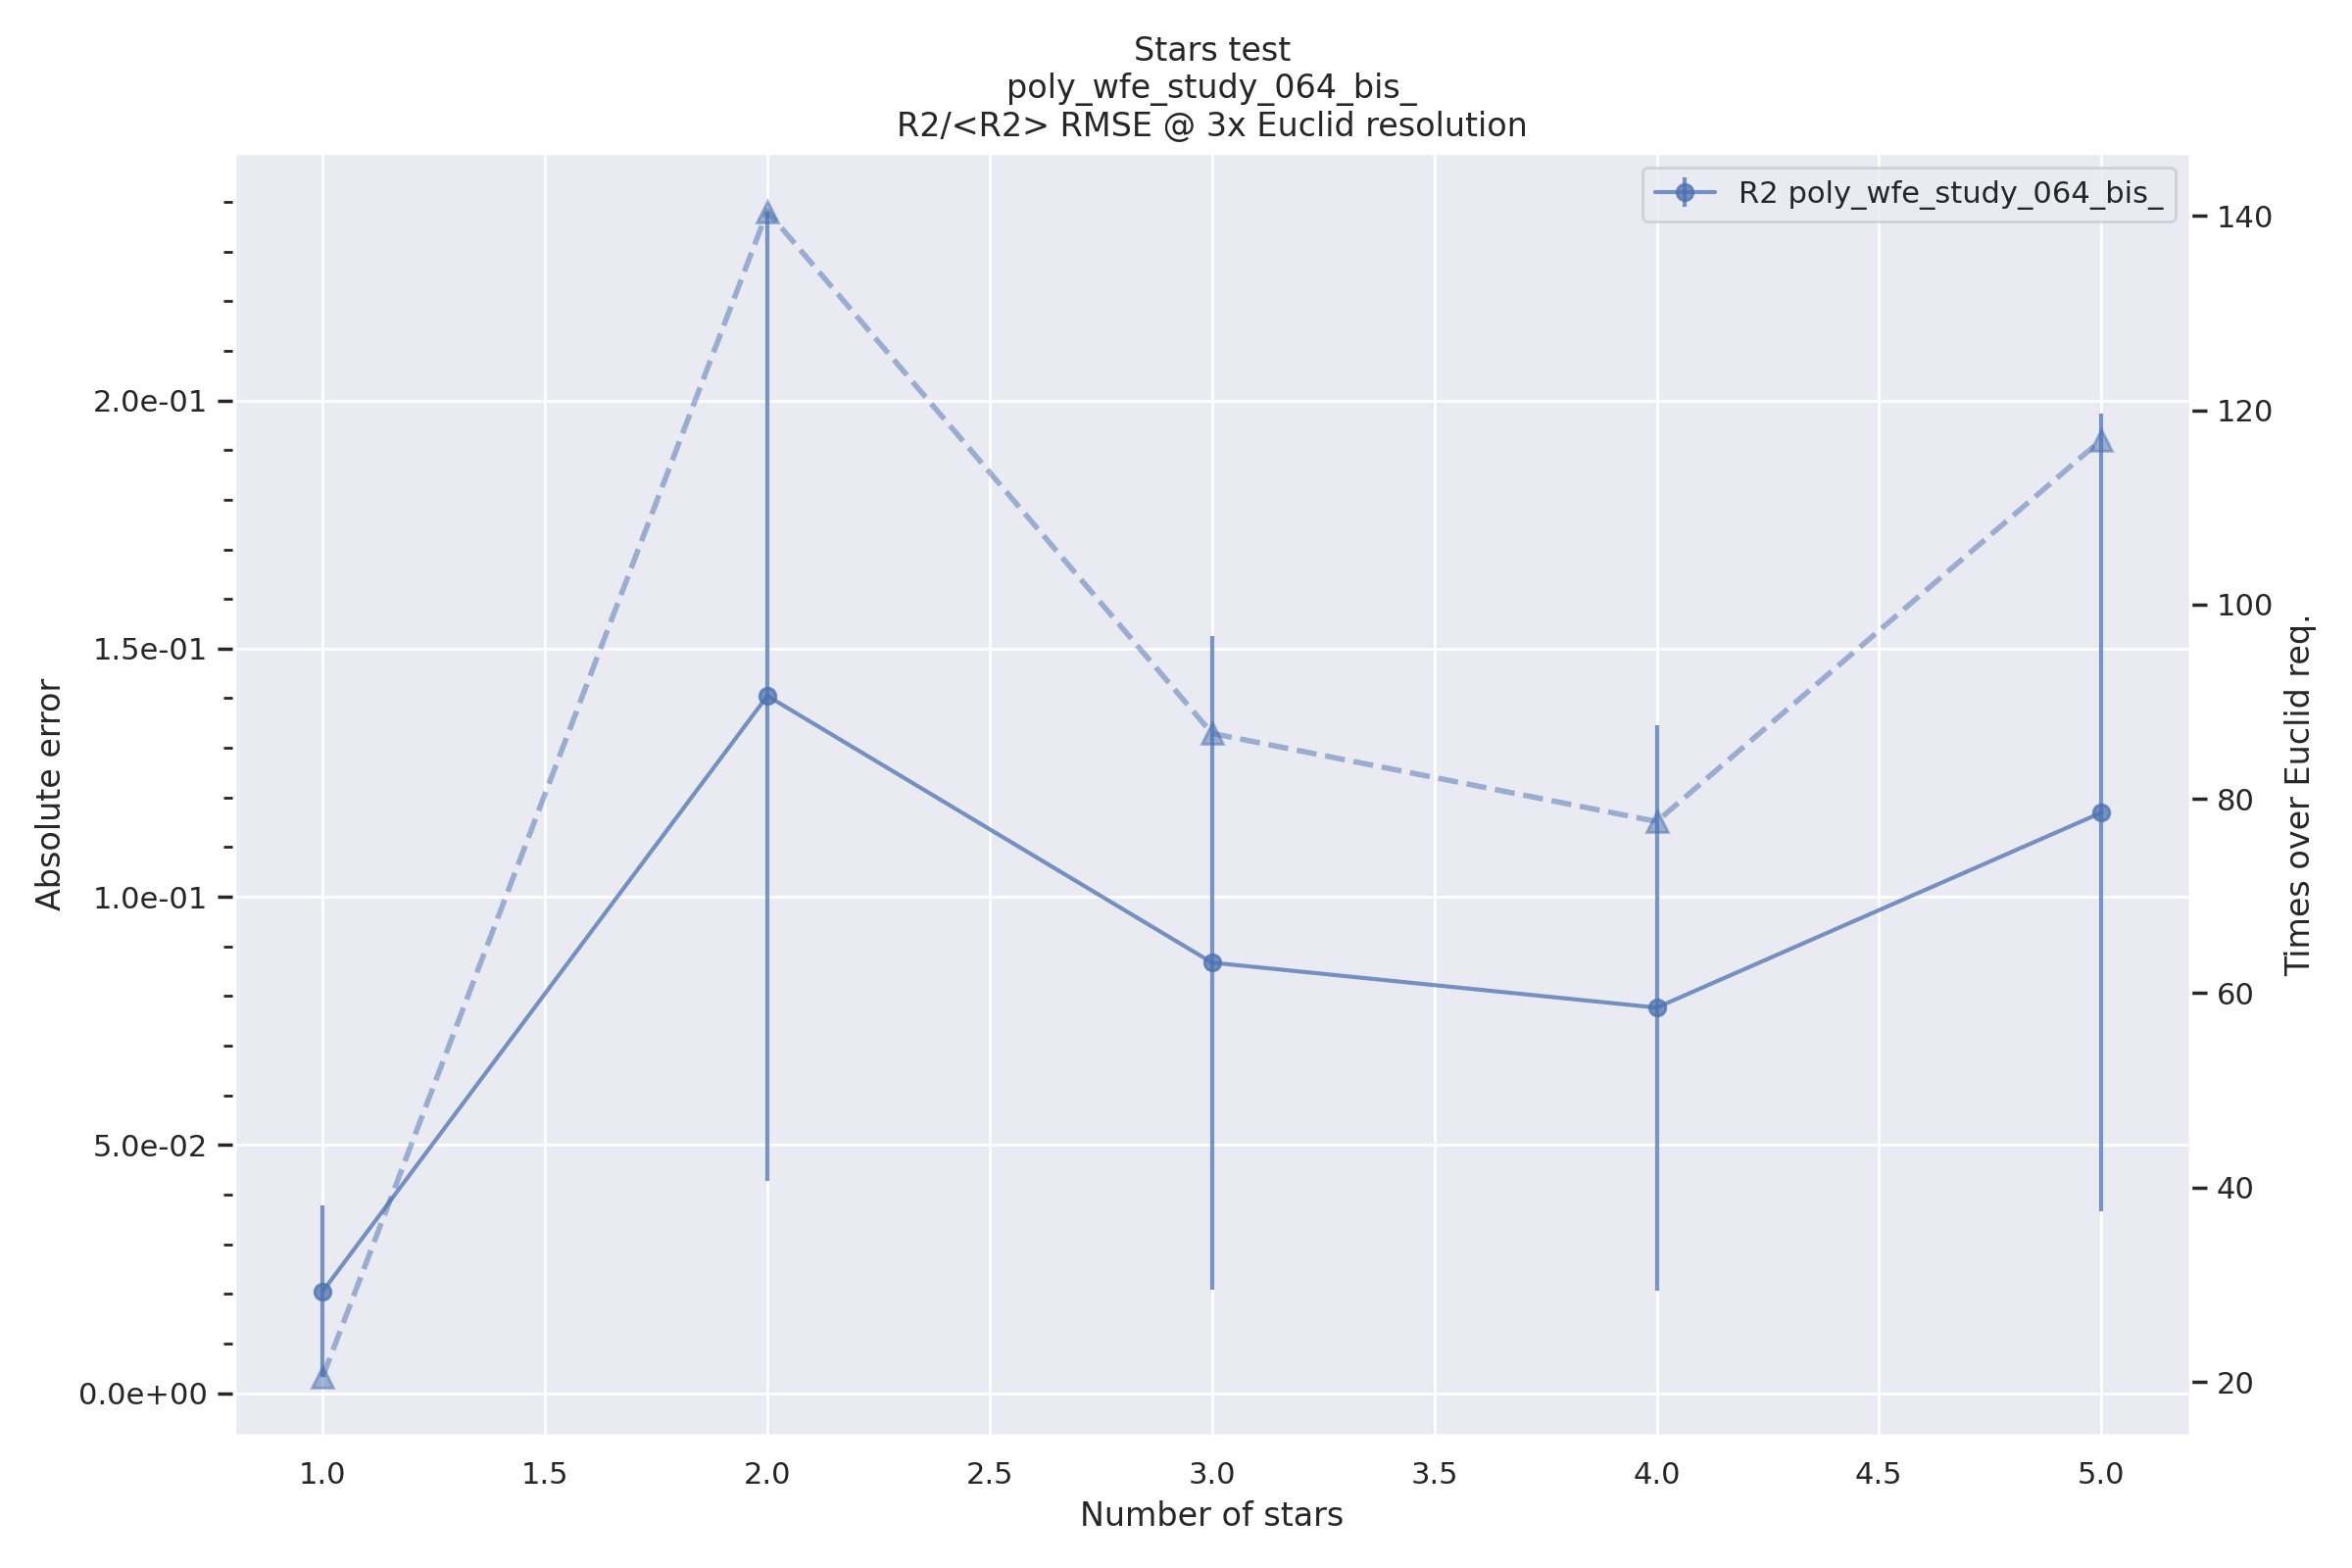 Stars test
poly_wfe_study_064_bis_
R2/<R2> RMSE @ 3x Euclid resolution
R2 poly_wfe_study_064_bis_
Absolute error
2.0e-01
1.5e-01
1.0e-01
5.0e-02
0.0e+00
140
120
100
80
60
40
20
Times over Euclid req.
1.0 1.5 2.0 2.5 3.0 3.5 4.0 4.5 5.0
Number of stars